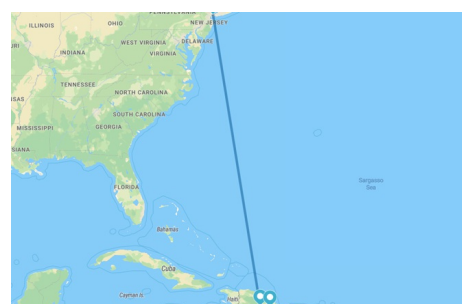 PENNSYLVANIA
ILLINOIS
OHIO
NEW JERSEY
INDIANA
WEST VIRGINIA
DELAWARE
VIRGINIA
TENNESSEE
NORTH CAROLINA
SOUTH CAROLINA
MISSISSIPPI
GEORGIA
FLORIDA
Sargasso
Sea
Bahamas
Cuba
Cayman Is.
Haiti